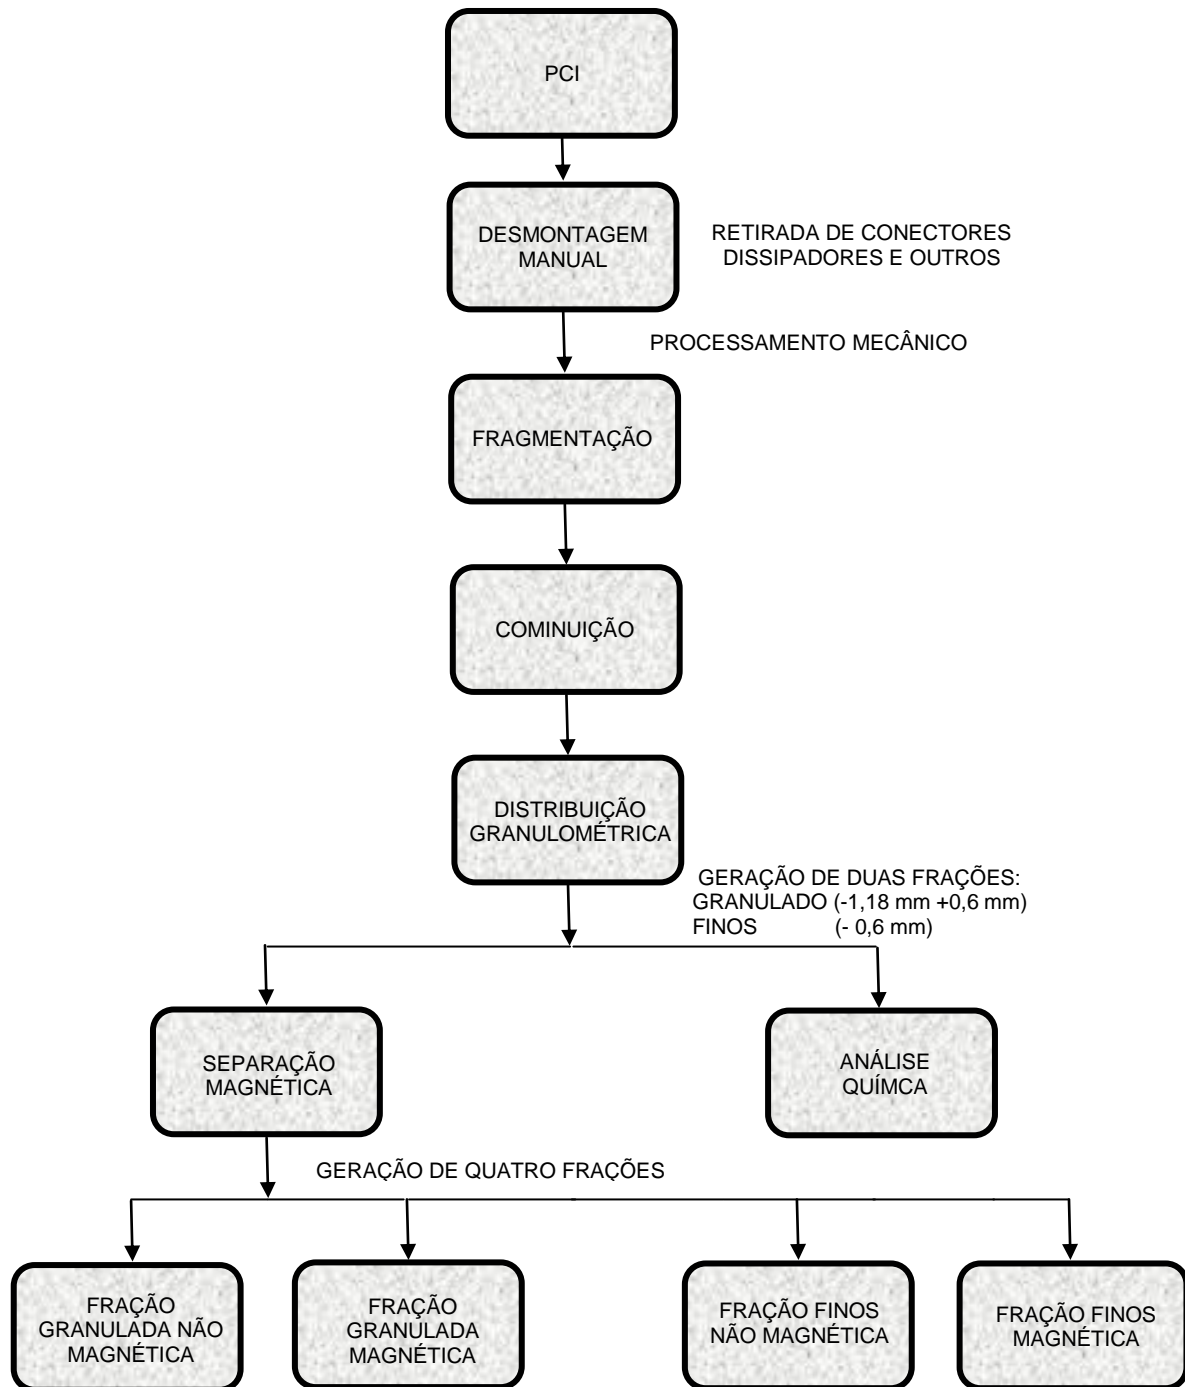 PCI
DESMONTAGEM
MANUAL
RETIRADA DE CONECTORES
DISSIPADORES E OUTROS
PROCESSAMENTO MECÂNICO
FRAGMENTAÇÃO
COMINUIÇÃO
DISTRIBUIÇÃO
GRANULOMÉTRICA
GERAÇÃO DE DUAS FRAÇÕES:
GRANULADO (-1,18 mm +0,6 mm)
FINOS (- 0,6 mm)
SEPARAÇÃO
MAGNÉTICA
ANÁLISE
QUÍMCA
GERAÇÃO DE QUATRO FRAÇÕES
FRAÇÃO
GRANULADA NÃO
MAGNÉTICA
FRAÇÃO
GRANULADA
MAGNÉTICA
FRAÇÃO FINOS
NÃO MAGNÉTICA
FRAÇÃO FINOS
MAGNÉTICA